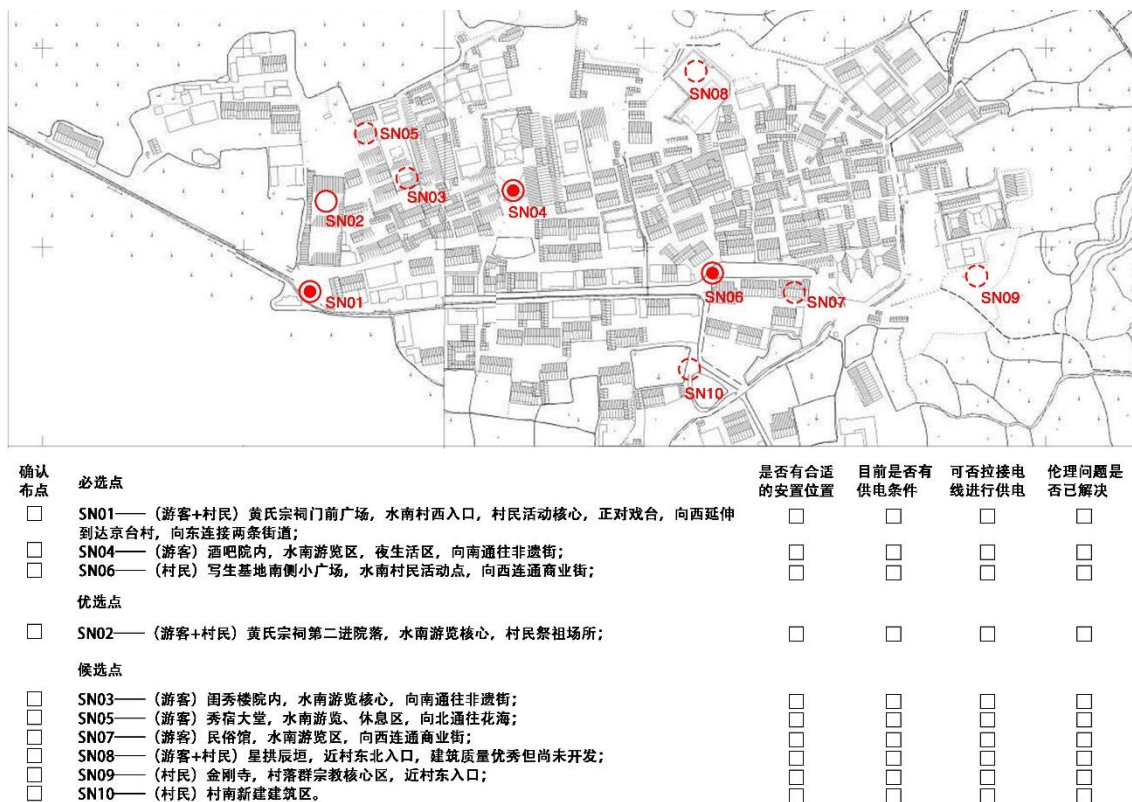 SN08
SN05
SN03
SN02
SN04
SN01
SN06
SN07
SN09
SN10
确认布点
必选点
是否有合适的安置位置
目前是否有供电条件
可否拉接电线进行供电
伦理问题是否已解决
SN01——（游客+村民）黄氏宗祠门前广场，水南村西入口，村民活动核心，正对戏台，向西延伸
到达京台村，向东连接两条街道；
SN04——（游客）酒吧院内，水南游览区，夜生活区，向南通往非遗街；
SN06——（村民）写生基地南侧小广场，水南村民活动点，向西连通商业街；
优选点
SN02——（游客+村民）黄氏宗祠第二进院落，水南游览核心，村民祭祖场所；
候选点
SN03——（游客）闺秀楼院内，水南游览核心，向南通往非遗街；
SN05——（游客）秀宿大堂，水南游览、休息区，向北通往花海；
SN07——（游客）民俗馆，水南游览区，向西连通商业街；
SN08——（游客+村民）星拱辰垣，近村东北入口，建筑质量优秀但尚未开发；
SN09——（村民）金刚寺，村落群宗教核心区，近村东入口；
SN10——（村民）村南新建建筑区。